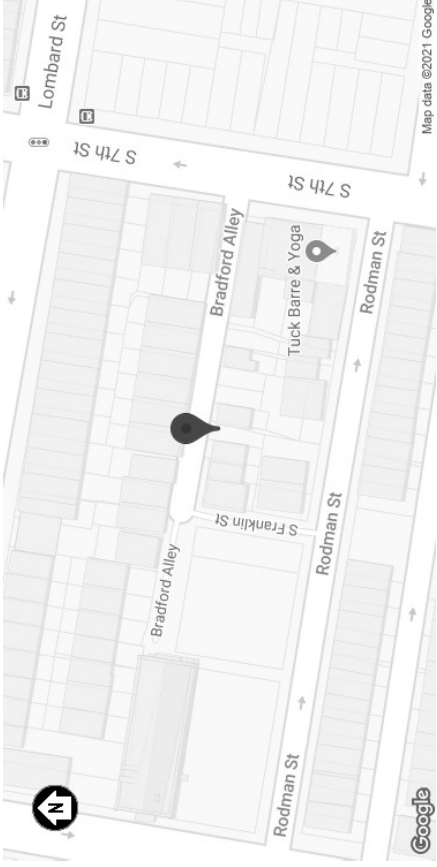 Lombard St
S 7th St
S 7th St
Bradford Alley
Tuck Barre & Yoga
Rodman St
S Franklin St
Rodman St
Bradford Alley
Rodman St
N
Google
Map data ©2021 Google